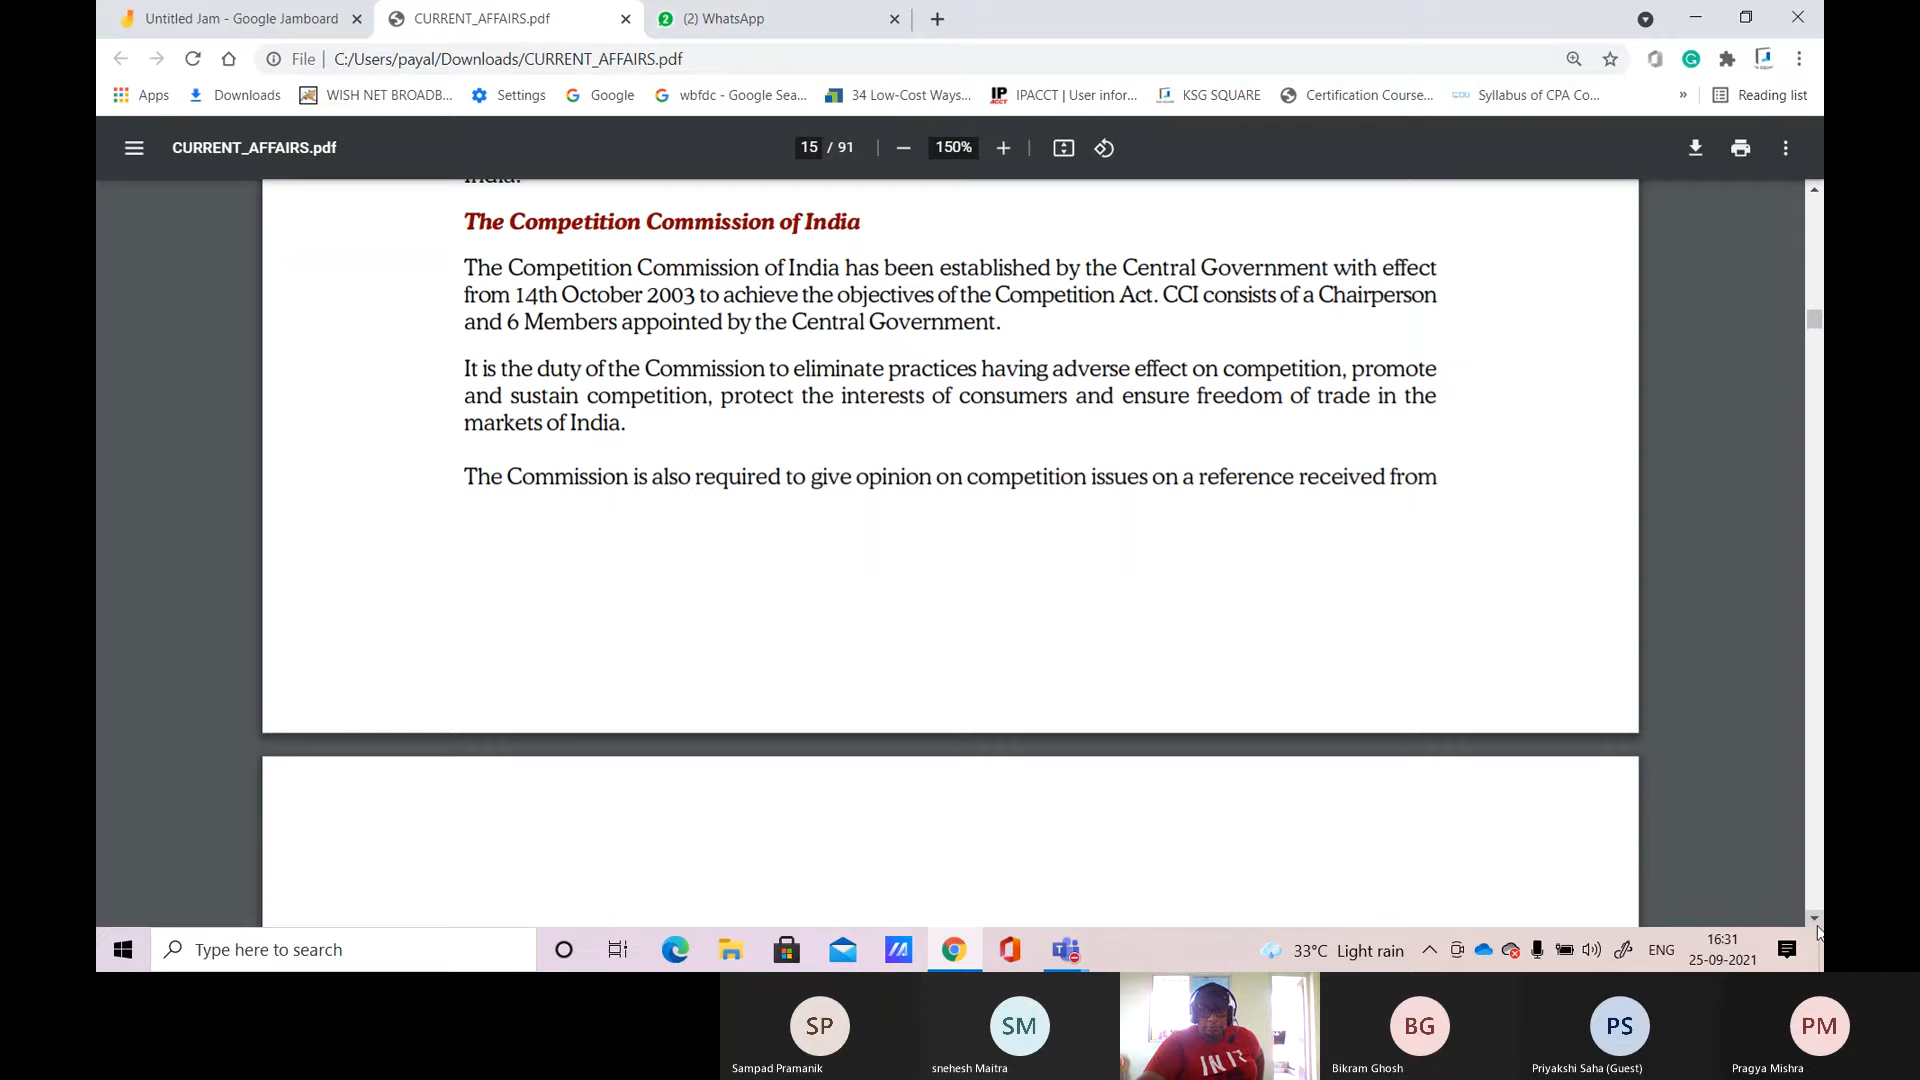 Untitled Jam - Google Jamboard
CURRENT_AFFAIRS.pdf
(2) WhatsApp
File
C:/Users/payal/Downloads/CURRENT_AFFAIRS.pdf
Apps
Downloads
WISH NET BROADB...
Settings
Google
wbfdc - Google Sea...
34 Low-Cost Ways...
IPACCT | User infor...
KSG SQUARE
Certification Course...
Syllabus of CPA Co...
»
Reading list
CURRENT_AFFAIRS.pdf
15 / 91
150%
India.
The Competition Commission of India
The Competition Commission of India has been established by the Central Government with effect
from 14th October 2003 to achieve the objectives of the Competition Act. CCI consists of a Chairperson
and 6 Members appointed by the Central Government.
It is the duty of the Commission to eliminate practices having adverse effect on competition, promote
and sustain competition, protect the interests of consumers and ensure freedom of trade in the
markets of India.
The Commission is also required to give opinion on competition issues on a reference received from
Type here to search
33°C Light rain
ENG
16:31
25-09-2021
SP
SM
BG
PS
PM
Sampad Pramanik
snehesh Maitra
Bikram Ghosh
Priyakshi Saha (Guest)
Pragya Mishra